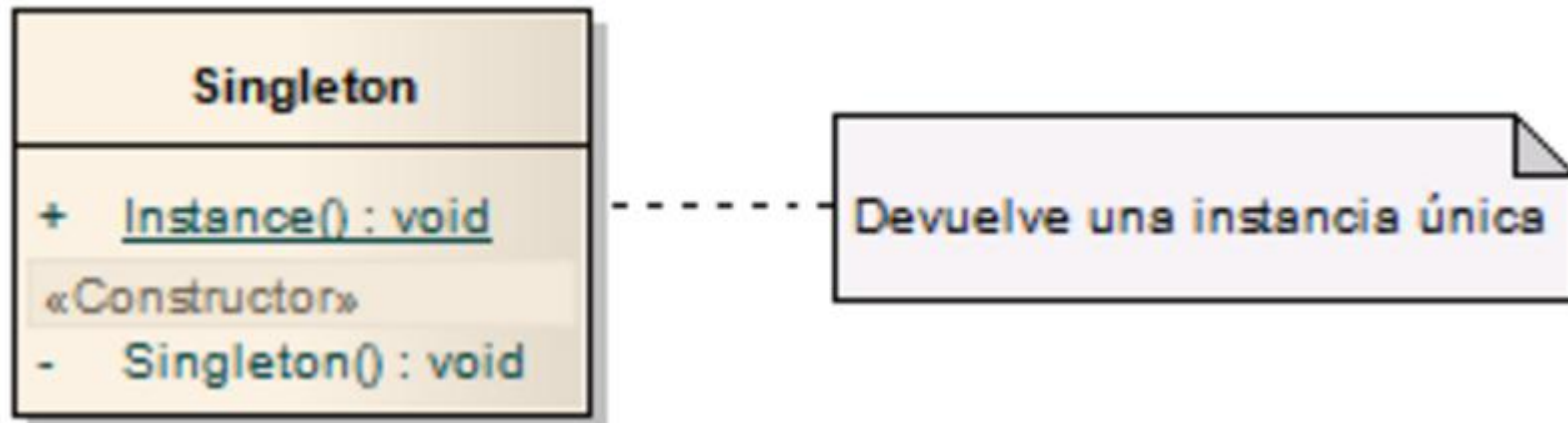 Singleton
+ Instance() : void
«Constructor»
- Singleton() : void
Devuelve una instancia única